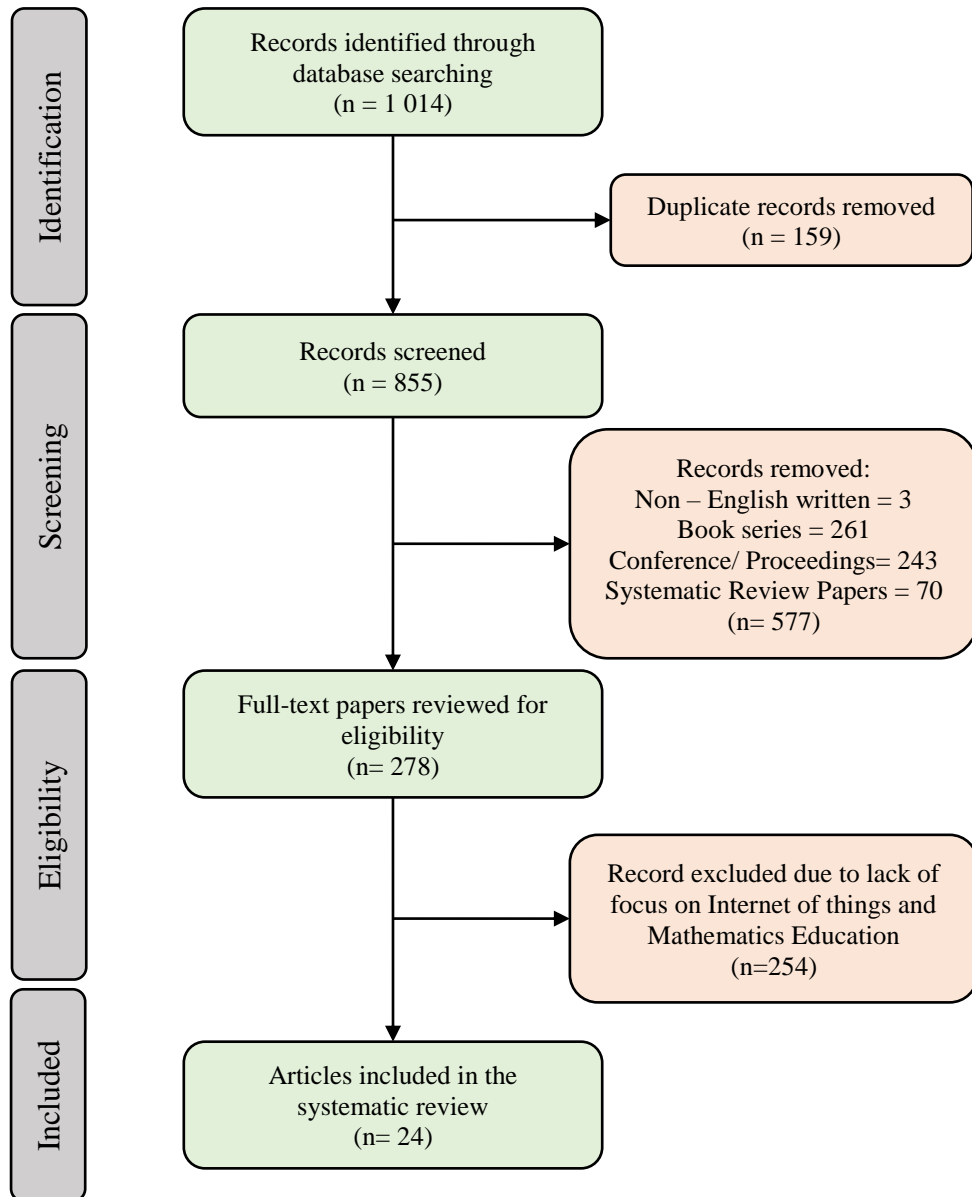 Identification
Records identified through
database searching
(n = 1 014)
Duplicate records removed
(n = 159)
Screening
Records screened
(n = 855)
Records removed:
Non – English written = 3
Book series = 261
Conference/ Proceedings= 243
Systematic Review Papers = 70
(n= 577)
Eligibility
Full-text papers reviewed for
eligibility
(n= 278)
Record excluded due to lack of
focus on Internet of things and
Mathematics Education
(n=254)
Included
Articles included in the
systematic review
(n= 24)